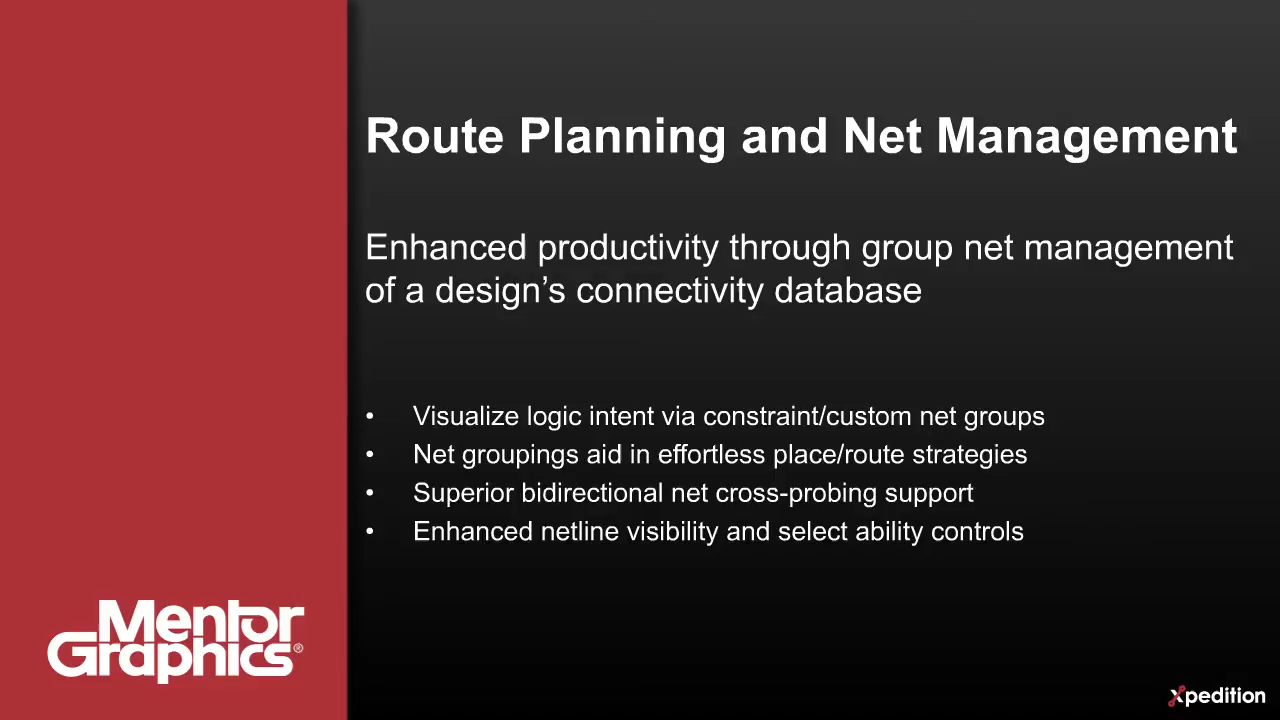 Route Planning and Net Management
Enhanced productivity through group net management
of a design’s connectivity database
• Visualize logic intent via constraint/custom net groups
• Net groupings aid in effortless place/route strategies
• Superior bidirectional net cross-probing support
• Enhanced netline visibility and select ability controls
Mentor
Graphics®
xpedition